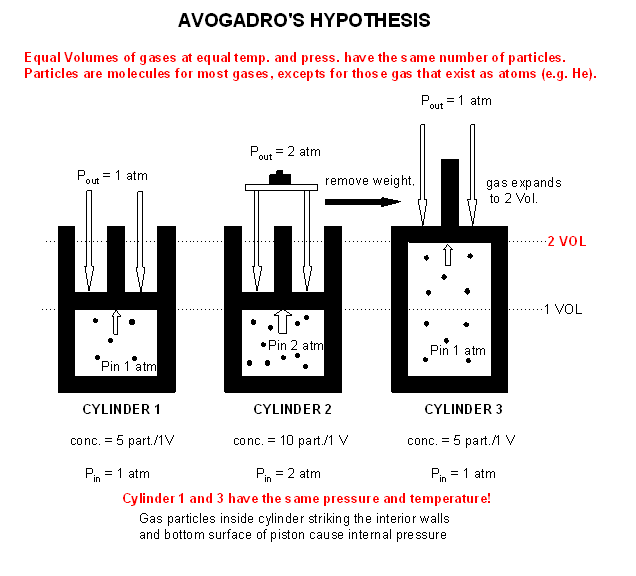 AVOGADRO'S HYPOTHESIS
Equal Volumes of gases at equal temp. and press. have the same number of particles.
Particles are molecules for most gases, excepts for those gas that exist as atoms (e.g. He).
Pout = 1 atm
Pout = 2 atm
Pout = 1 atm
remove weight.
gas expands
to 2 Vol.
2 VOL
1 VOL
Pin 1 atm
Pin 2 atm
Pin 1 atm
CYLINDER 1
CYLINDER 2
CYLINDER 3
conc. = 5 part./1V
conc. = 10 part./1 V
conc. = 5 part./1 V
Pin = 1 atm
Pin = 2 atm
Pin = 1 atm
Cylinder 1 and 3 have the same pressure and temperature!
Gas particles inside cylinder striking the interior walls
and bottom surface of piston cause internal pressure